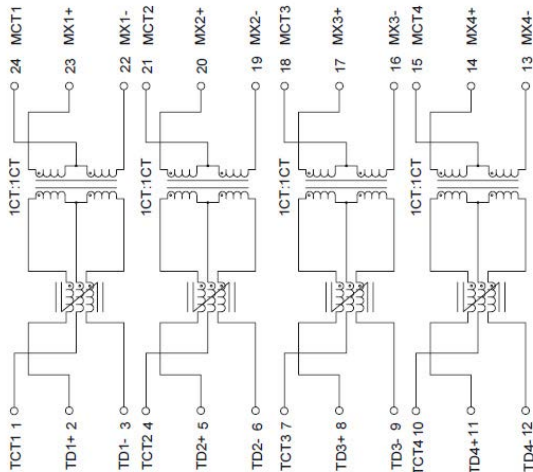 24 MCT1
23 MX1+
22 MX1-
21 MCT2
20 MX2+
19 MX2-
18 MCT3
17 MX3+
16 MX3-
15 MCT4
14 MX4+
13 MX4-
1CT:1CT
1CT:1CT
1CT:1CT
1CT:1CT
TCT1 1
TD1+ 2
TD1- 3
TCT2 4
TD2+ 5
TD2- 6
TCT3 7
TD3+ 8
TD3- 9
TCT4 10
TD4+ 11
TD4- 12